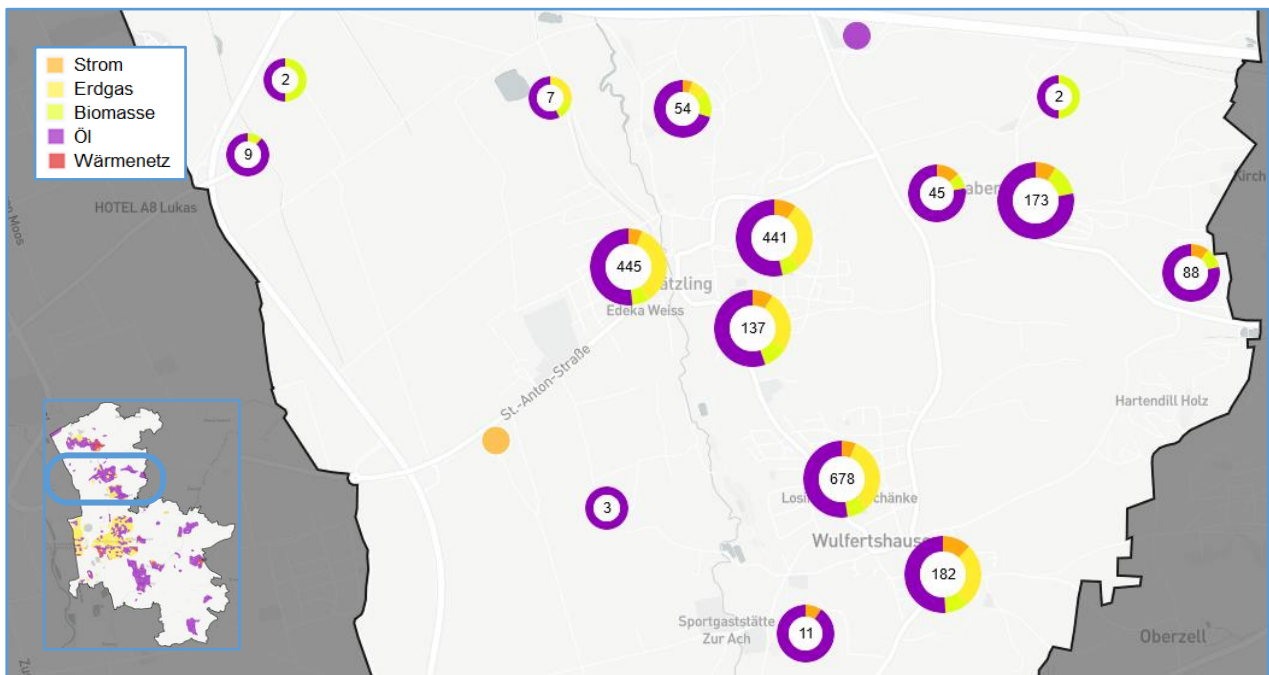 Strom
Erdgas
Biomasse
Öl
Wärmenetz
2
7
54
2
9
45
173
HOTEL A8 Lukas
441
445
88
Edeka Weiss
137
St.-Anton-Straße
Hartendill Holz
678
3
Wulfertshause
182
Sportgaststätte
Zur Ach
11
Oberzell